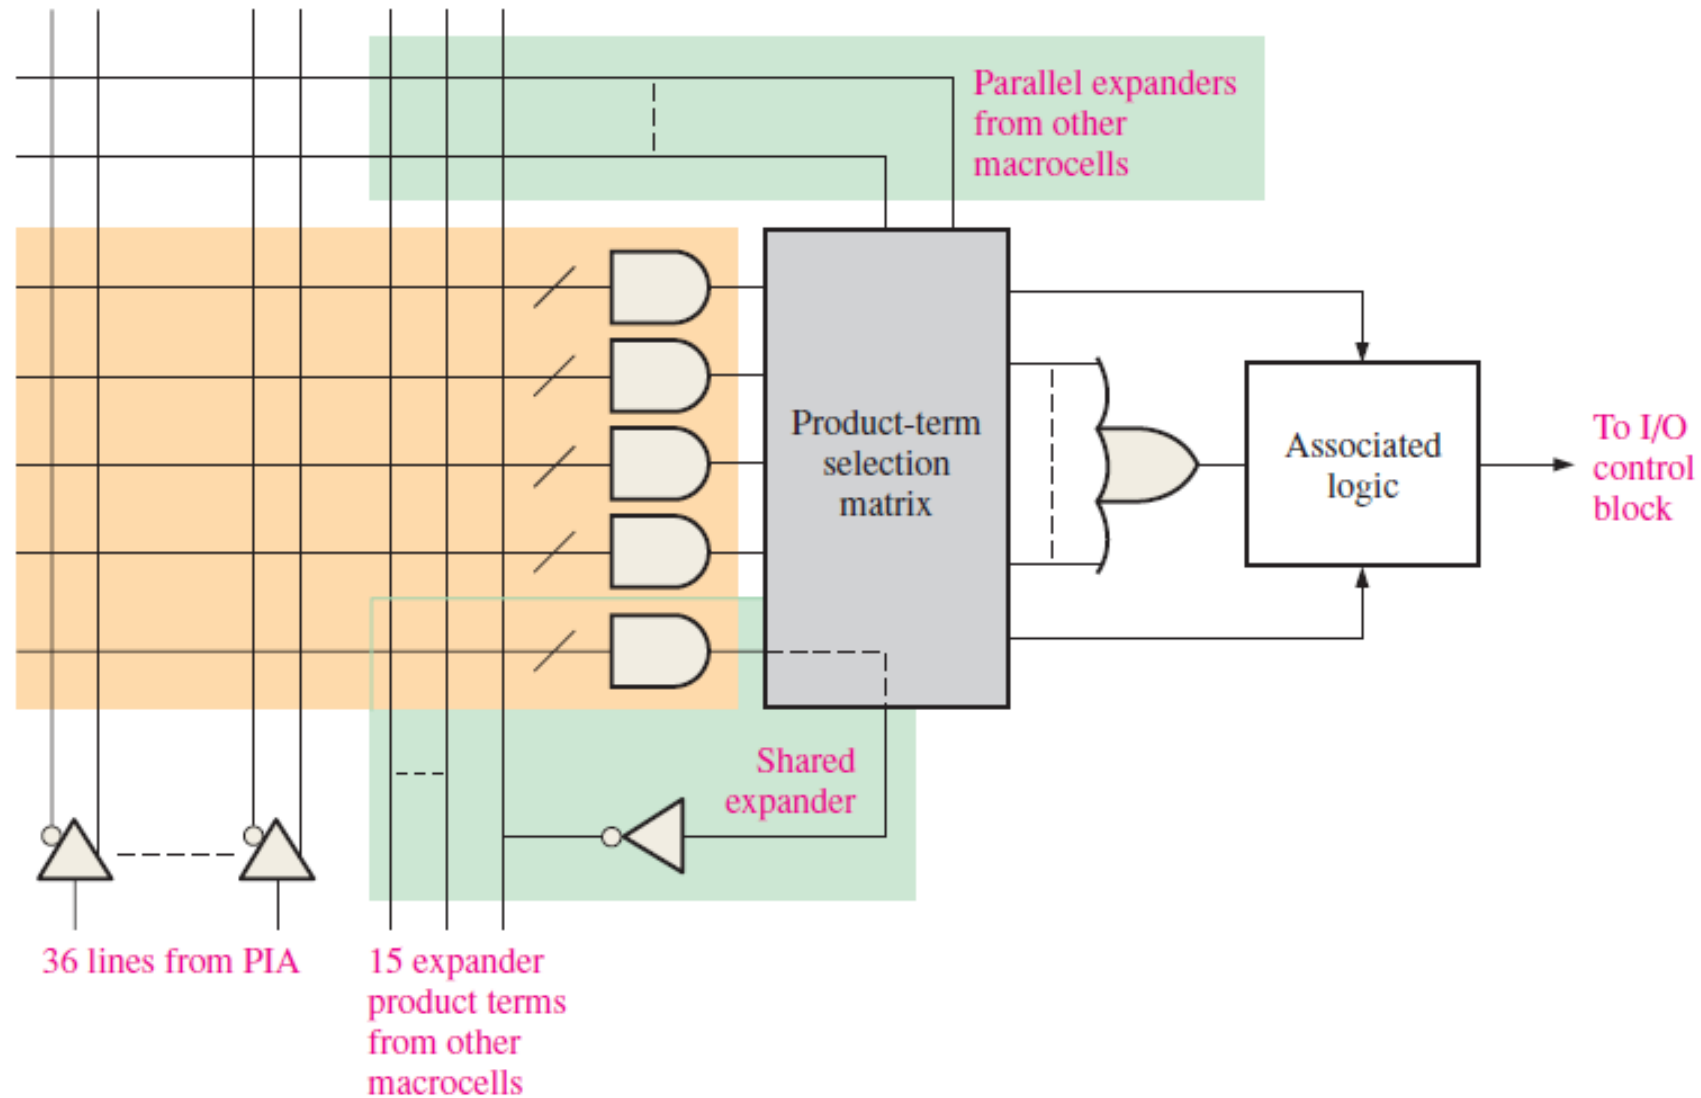 Parallel expanders
from other
macrocells
Product-term
selection
matrix
Associated
logic
To I/O
control
block
Shared
expander
36 lines from PIA
15 expander
product terms
from other
macrocells